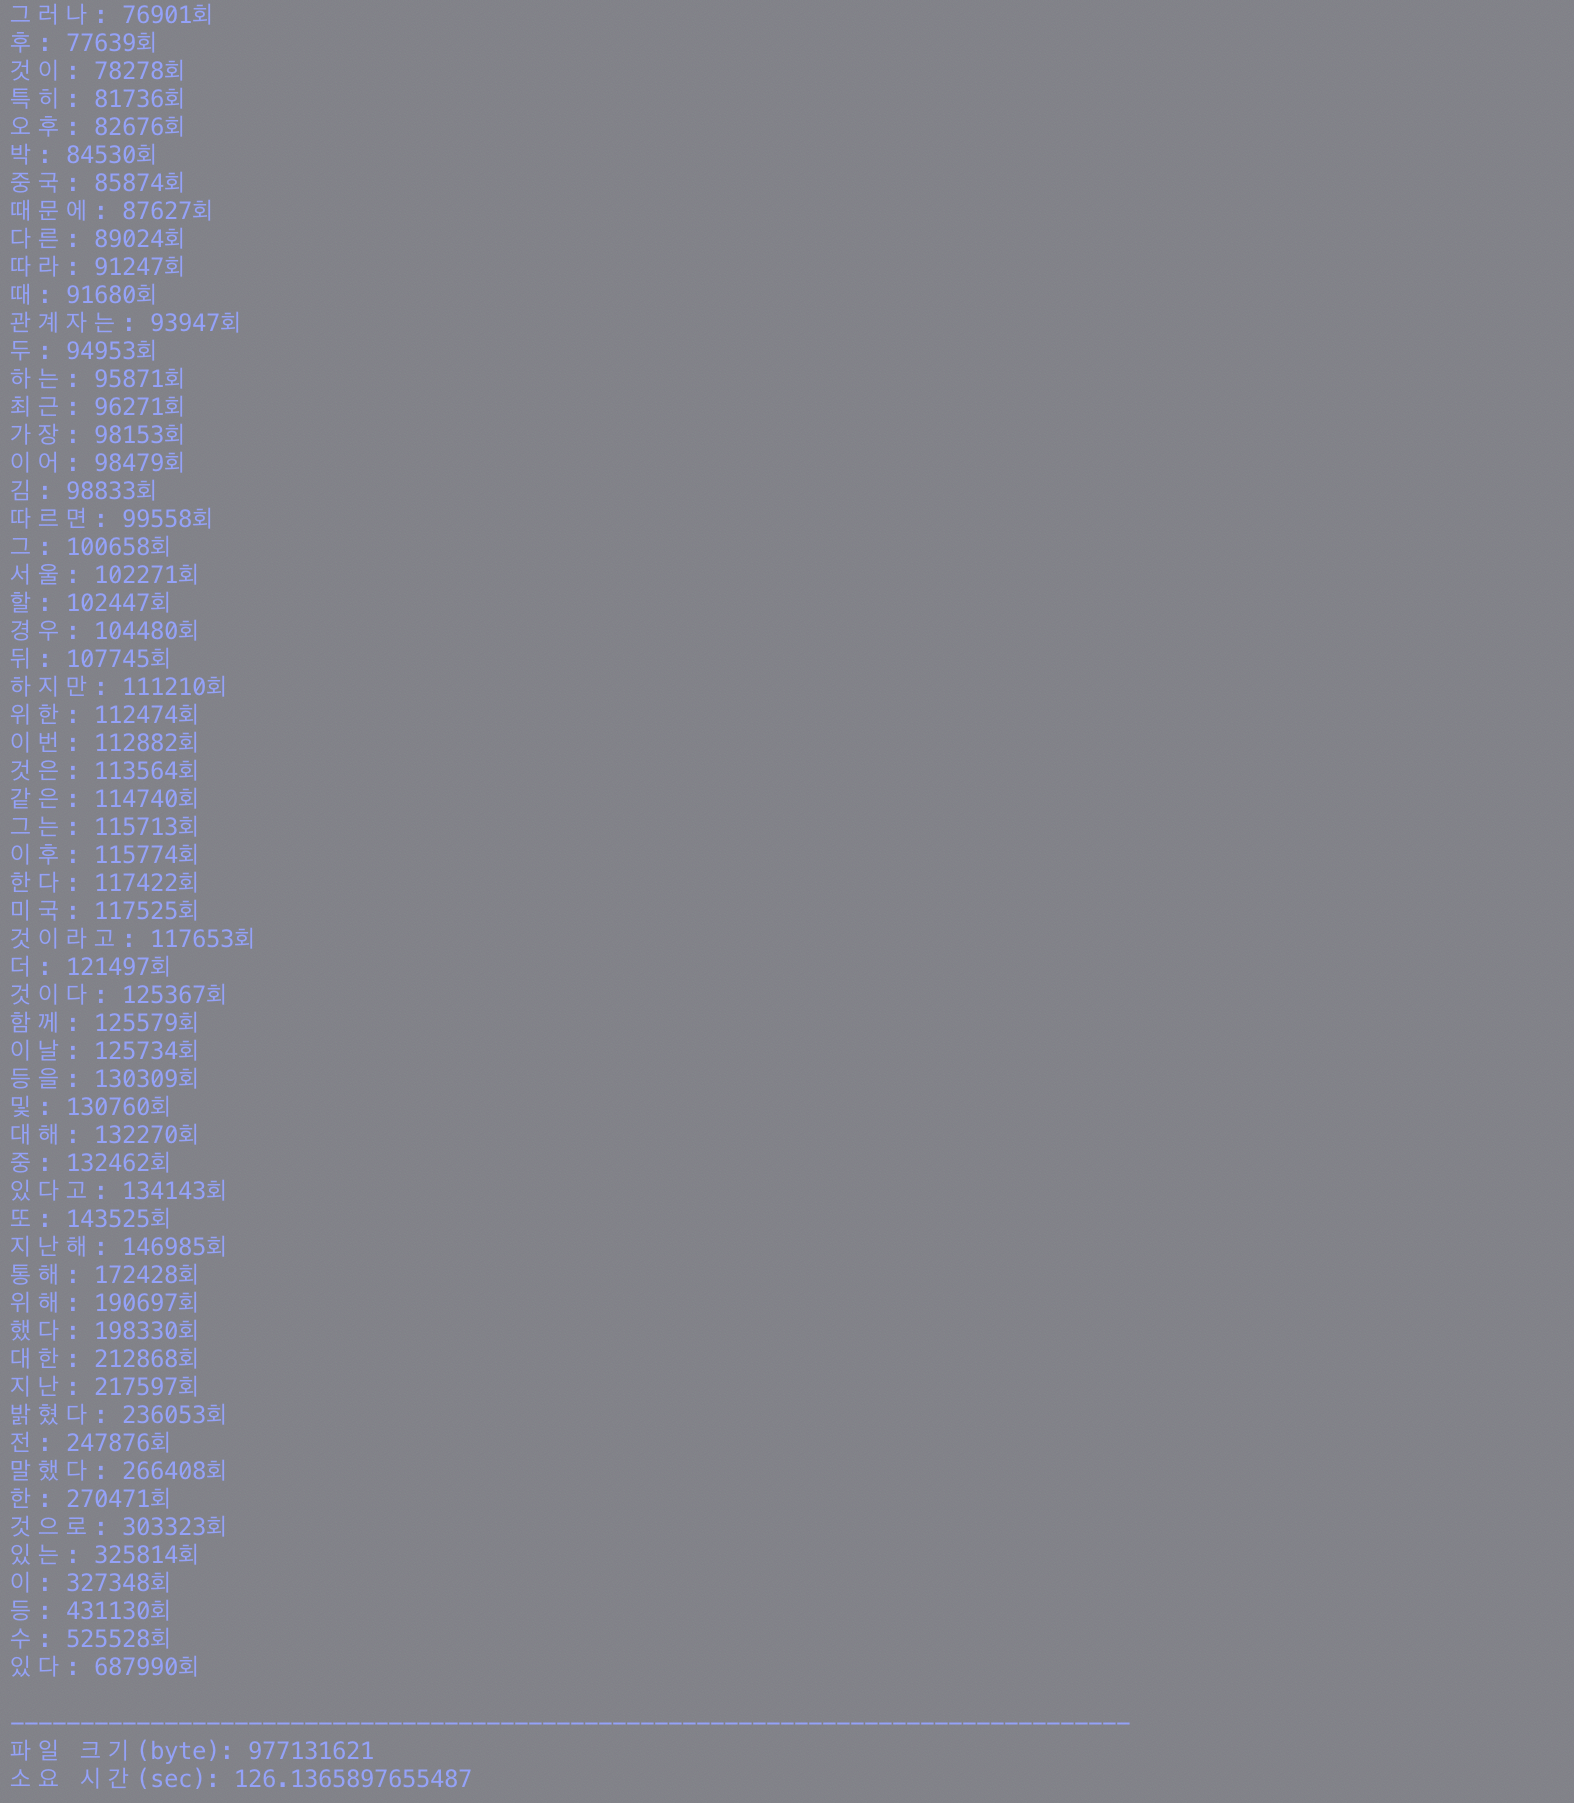 그러나: 76901회
후: 77639회
것이: 78278회
특히: 81736회
오후: 82676회
박: 84530회
중국: 85874회
때문에: 87627회
다른: 89024회
따라: 91247회
때: 91680회
관계자는: 93947회
두: 94953회
하는: 95871회
최근: 96271회
가장: 98153회
이어: 98479회
김: 98833회
따르면: 99558회
그: 100658회
서울: 102271회
할: 102447회
경우: 104480회
뒤: 107745회
하지만: 111210회
위한: 112474회
이번: 112882회
것은: 113564회
같은: 114740회
그는: 115713회
이후: 115774회
한다: 117422회
미국: 117525회
것이라고: 117653회
더: 121497회
것이다: 125367회
함께: 125579회
이날: 125734회
등을: 130309회
및: 130760회
대해: 132270회
중: 132462회
있다고: 134143회
또: 143525회
지난해: 146985회
통해: 172428회
위해: 190697회
했다: 198330회
대한: 212868회
지난: 217597회
밝혔다: 236053회
전: 247876회
말했다: 266408회
한: 270471회
것으로: 303323회
있는: 325814회
이: 327348회
등: 431130회
수: 525528회
있다: 687990회
--------------------------------------------------------------------------------
파일 크기(byte): 977131621
소요 시간(sec): 126.1365897655487